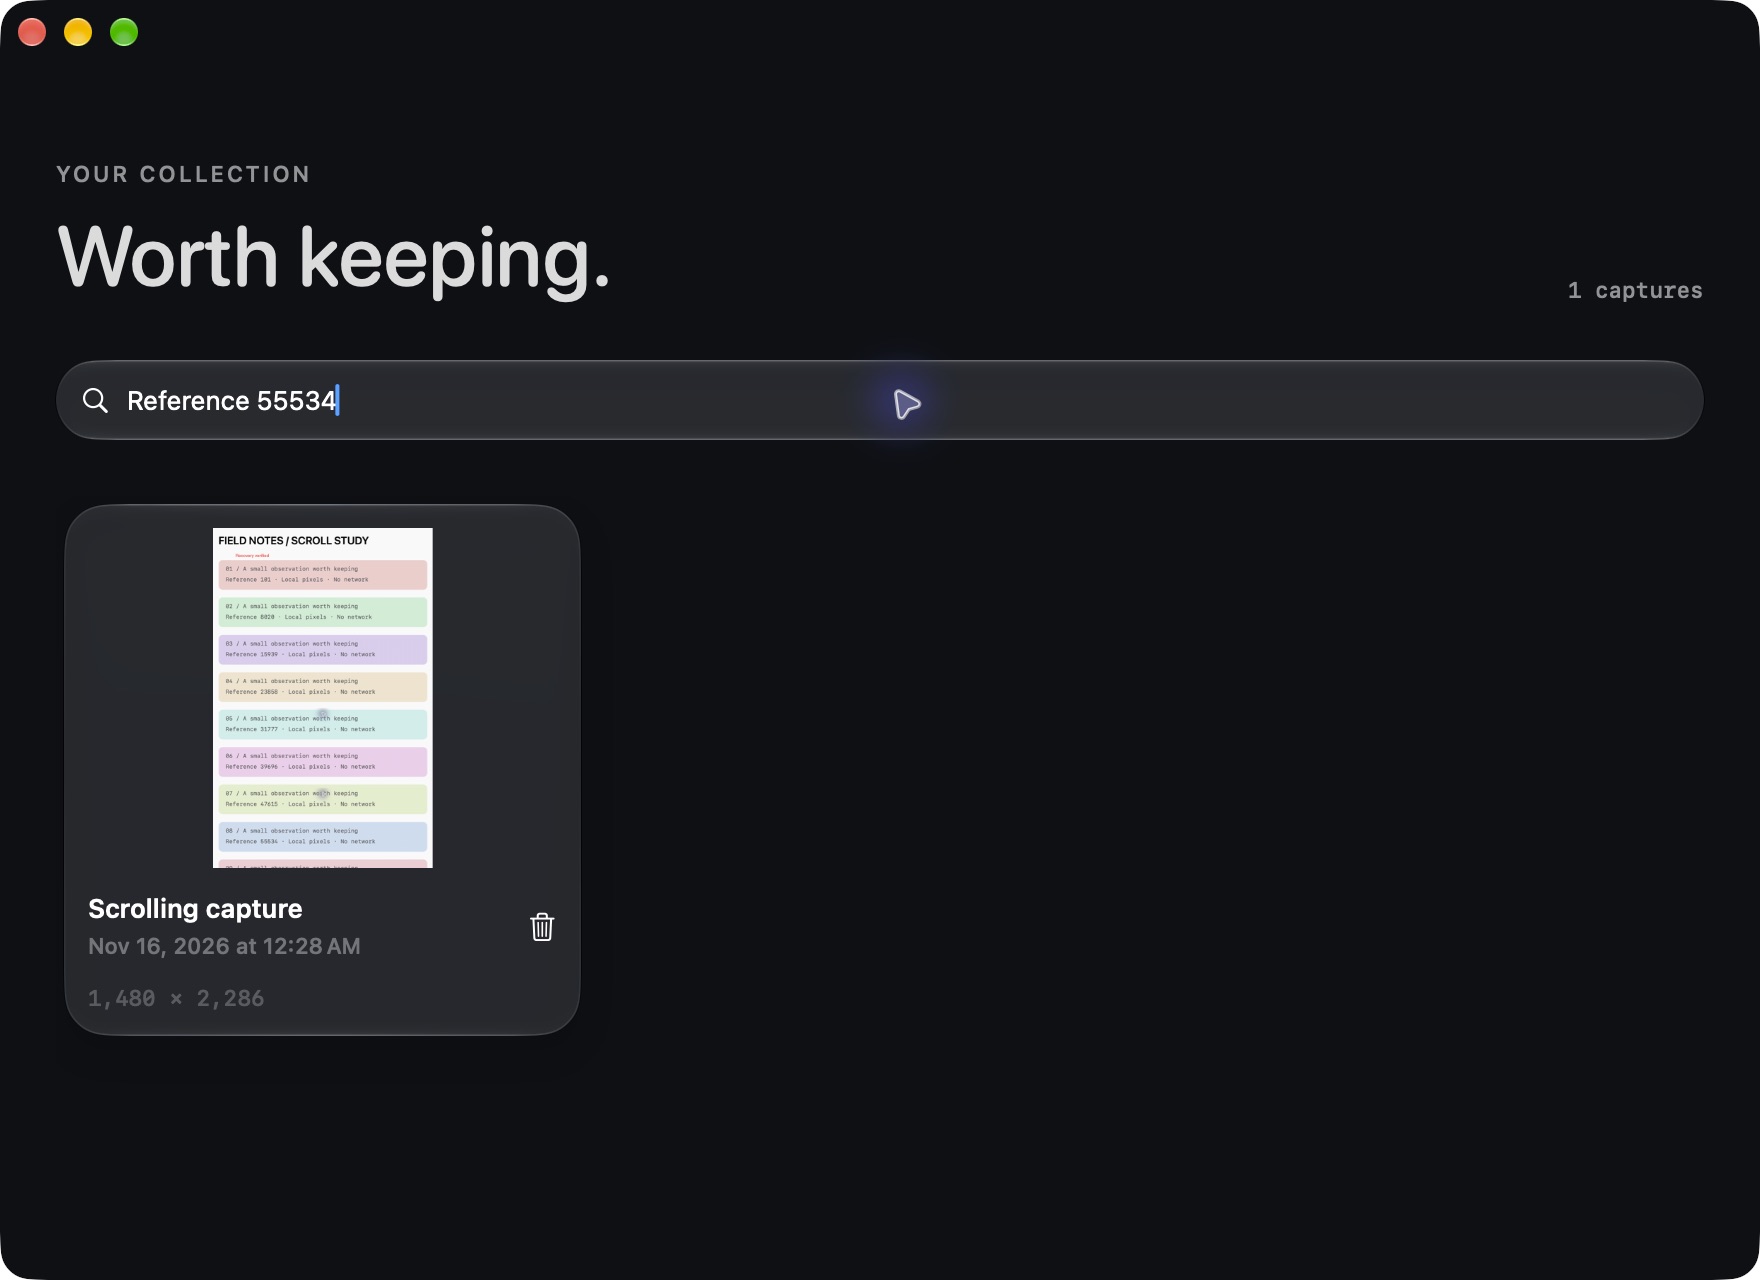 YOUR COLLECTION
Worth keeping.
1 captures
Reference 55534
FIELD NOTES / SCROLL STUDY
Recovery verified
01 / A small observation worth keeping
Reference 101 · Local pixels · No network
02 / A small observation worth keeping
Reference 8020 · Local pixels · No network
03 / A small observation worth keeping
Reference 15939 · Local pixels · No network
04 / A small observation worth keeping
Reference 23858 · Local pixels · No network
05 / A small observation worth keeping
Reference 31777 · Local pixels · No network
06 / A small observation worth keeping
Reference 39696 · Local pixels · No network
07 / A small observation worth keeping
Reference 47615 · Local pixels · No network
08 / A small observation worth keeping
Reference 55534 · Local pixels · No network
Scrolling capture
Nov 16, 2026 at 12:28 AM
1,480 × 2,286